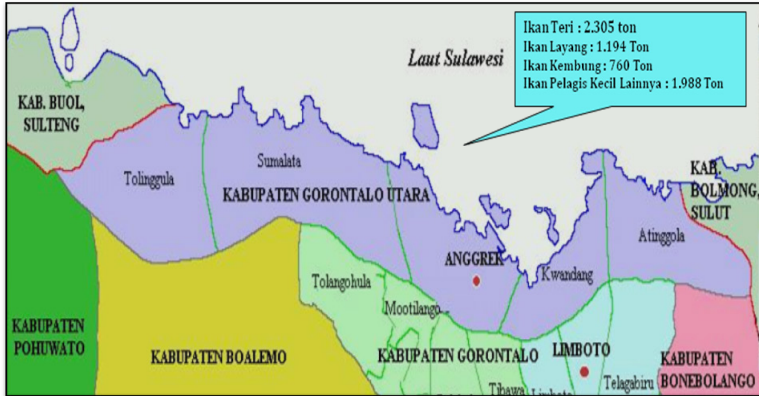 Ikan Teri : 2.305 ton
Ikan Layang : 1.194 Ton
Ikan Kembung : 760 Ton
Ikan Pelagis Kecil Lainnya : 1.988 Ton
Laut Sulawesi
KAB. BUOL,
SULTENG
Tolinggula
Sumalata
KABUPATEN GORONTALO UTARA
KAB.
BOLMONG,
SULUT
Atinggola
ANGGREK
Kwandang
Tolangohula
Mootilango
KABUPATEN
POHUWATO
KABUPATEN BOALEMO
KABUPATEN GORONTALO
LIMBOTO
KABUPATEN
BONEBOLANGO
Tibawa
Limboto
Telagabiru